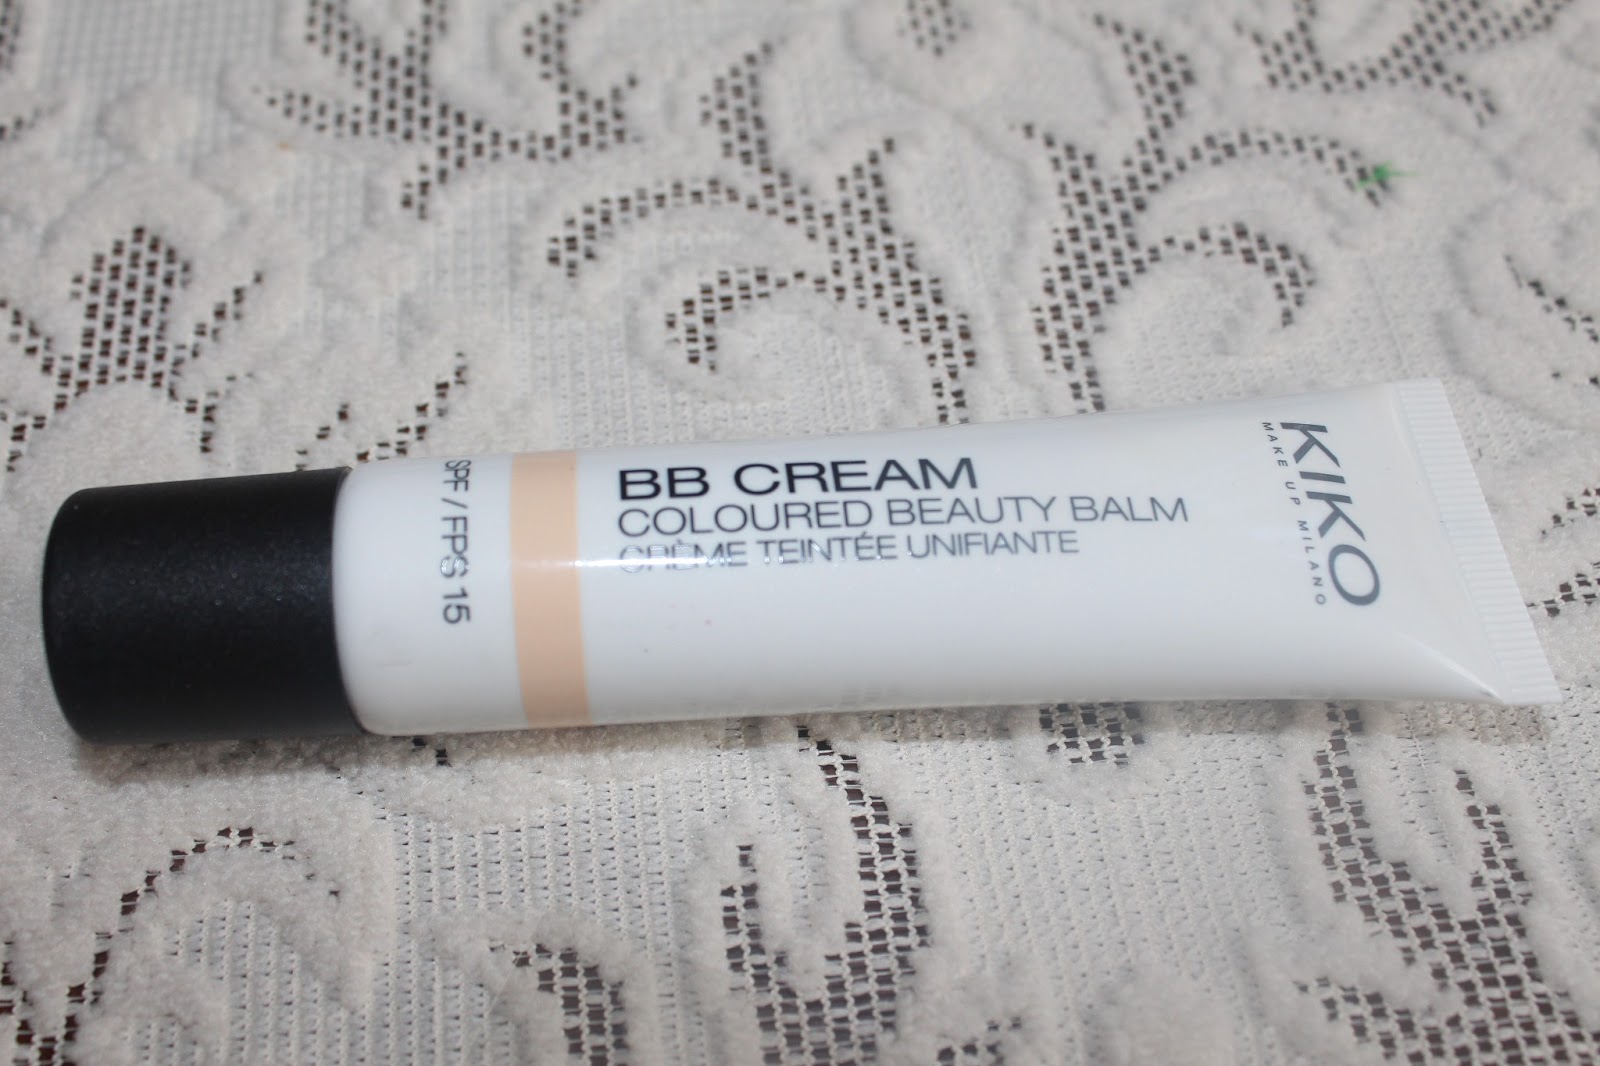 BB CREAM
COLOURED BEAUTY BALM
CRÈME TEINTÉE UNIFIANTE
SPF / FPS 15
KIKO
MAKE UP MILANO